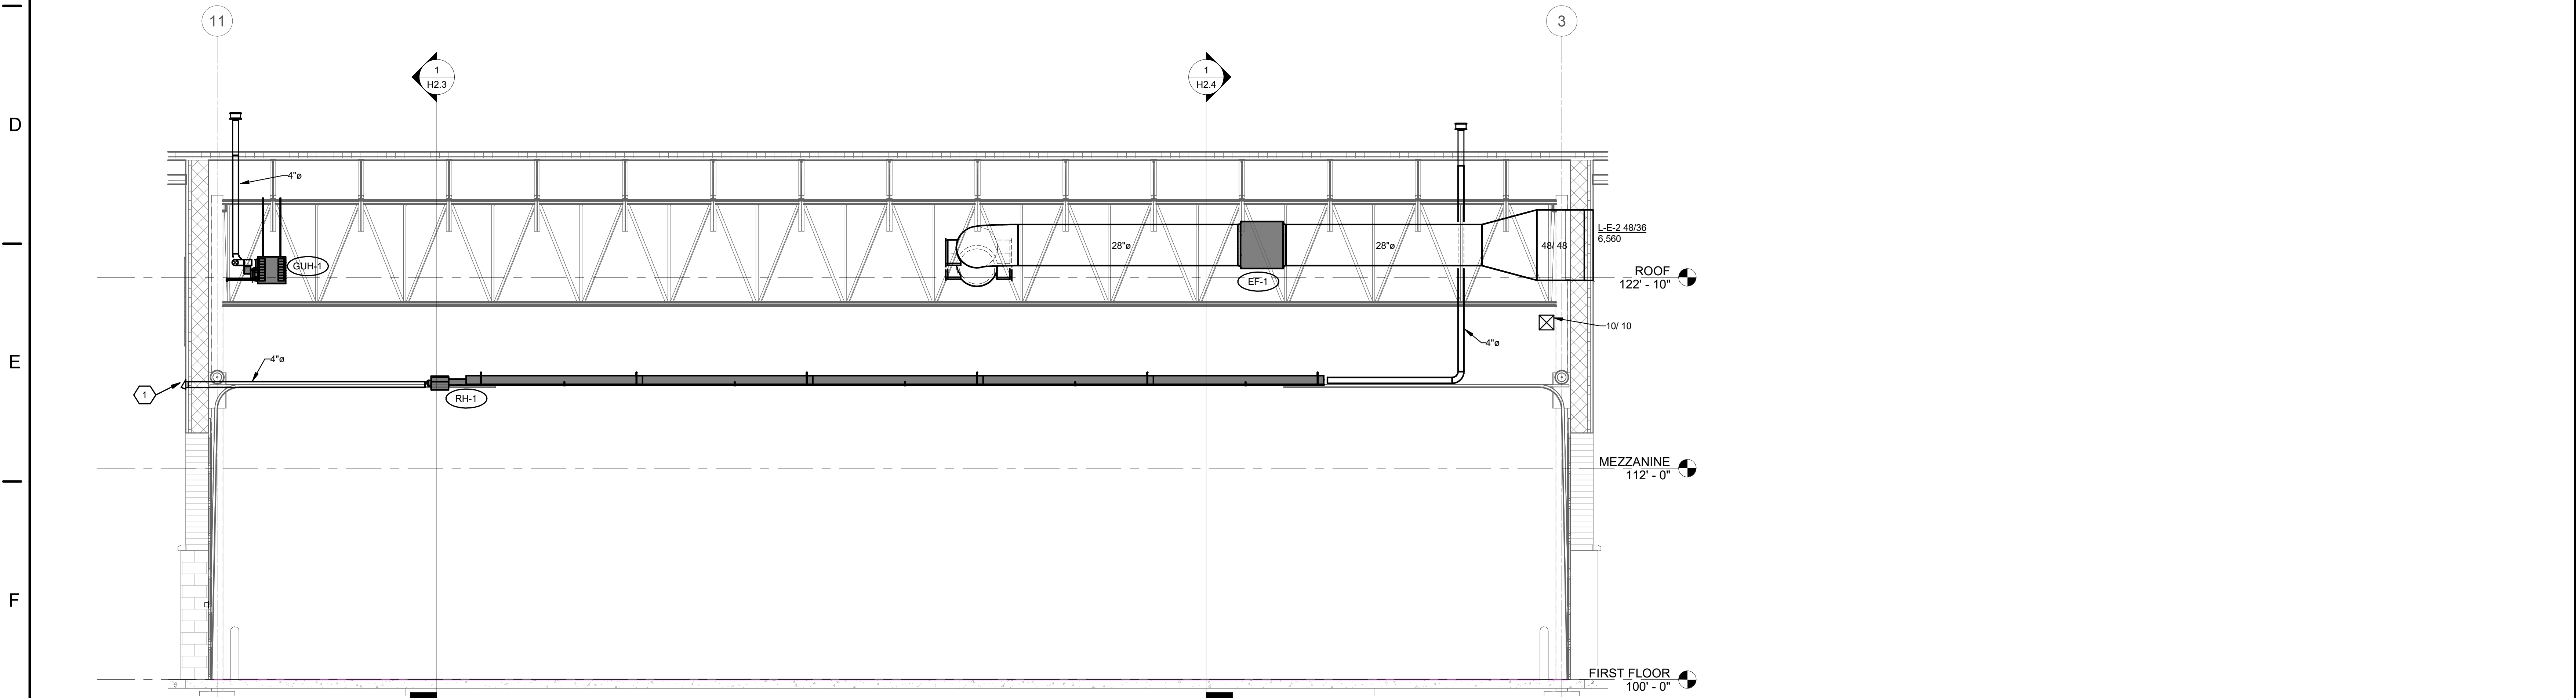 11
3
1
H2.3
1
H2.4
D
4"ø
L-E-2 48/36
6,560
28"ø
28"ø
48/ 48
GUH-1
EF-1
ROOF
122' - 10"
10/ 10
4"ø
E
4"ø
1
RH-1
MEZZANINE
112' - 0"
F
FIRST FLOOR
100' - 0"